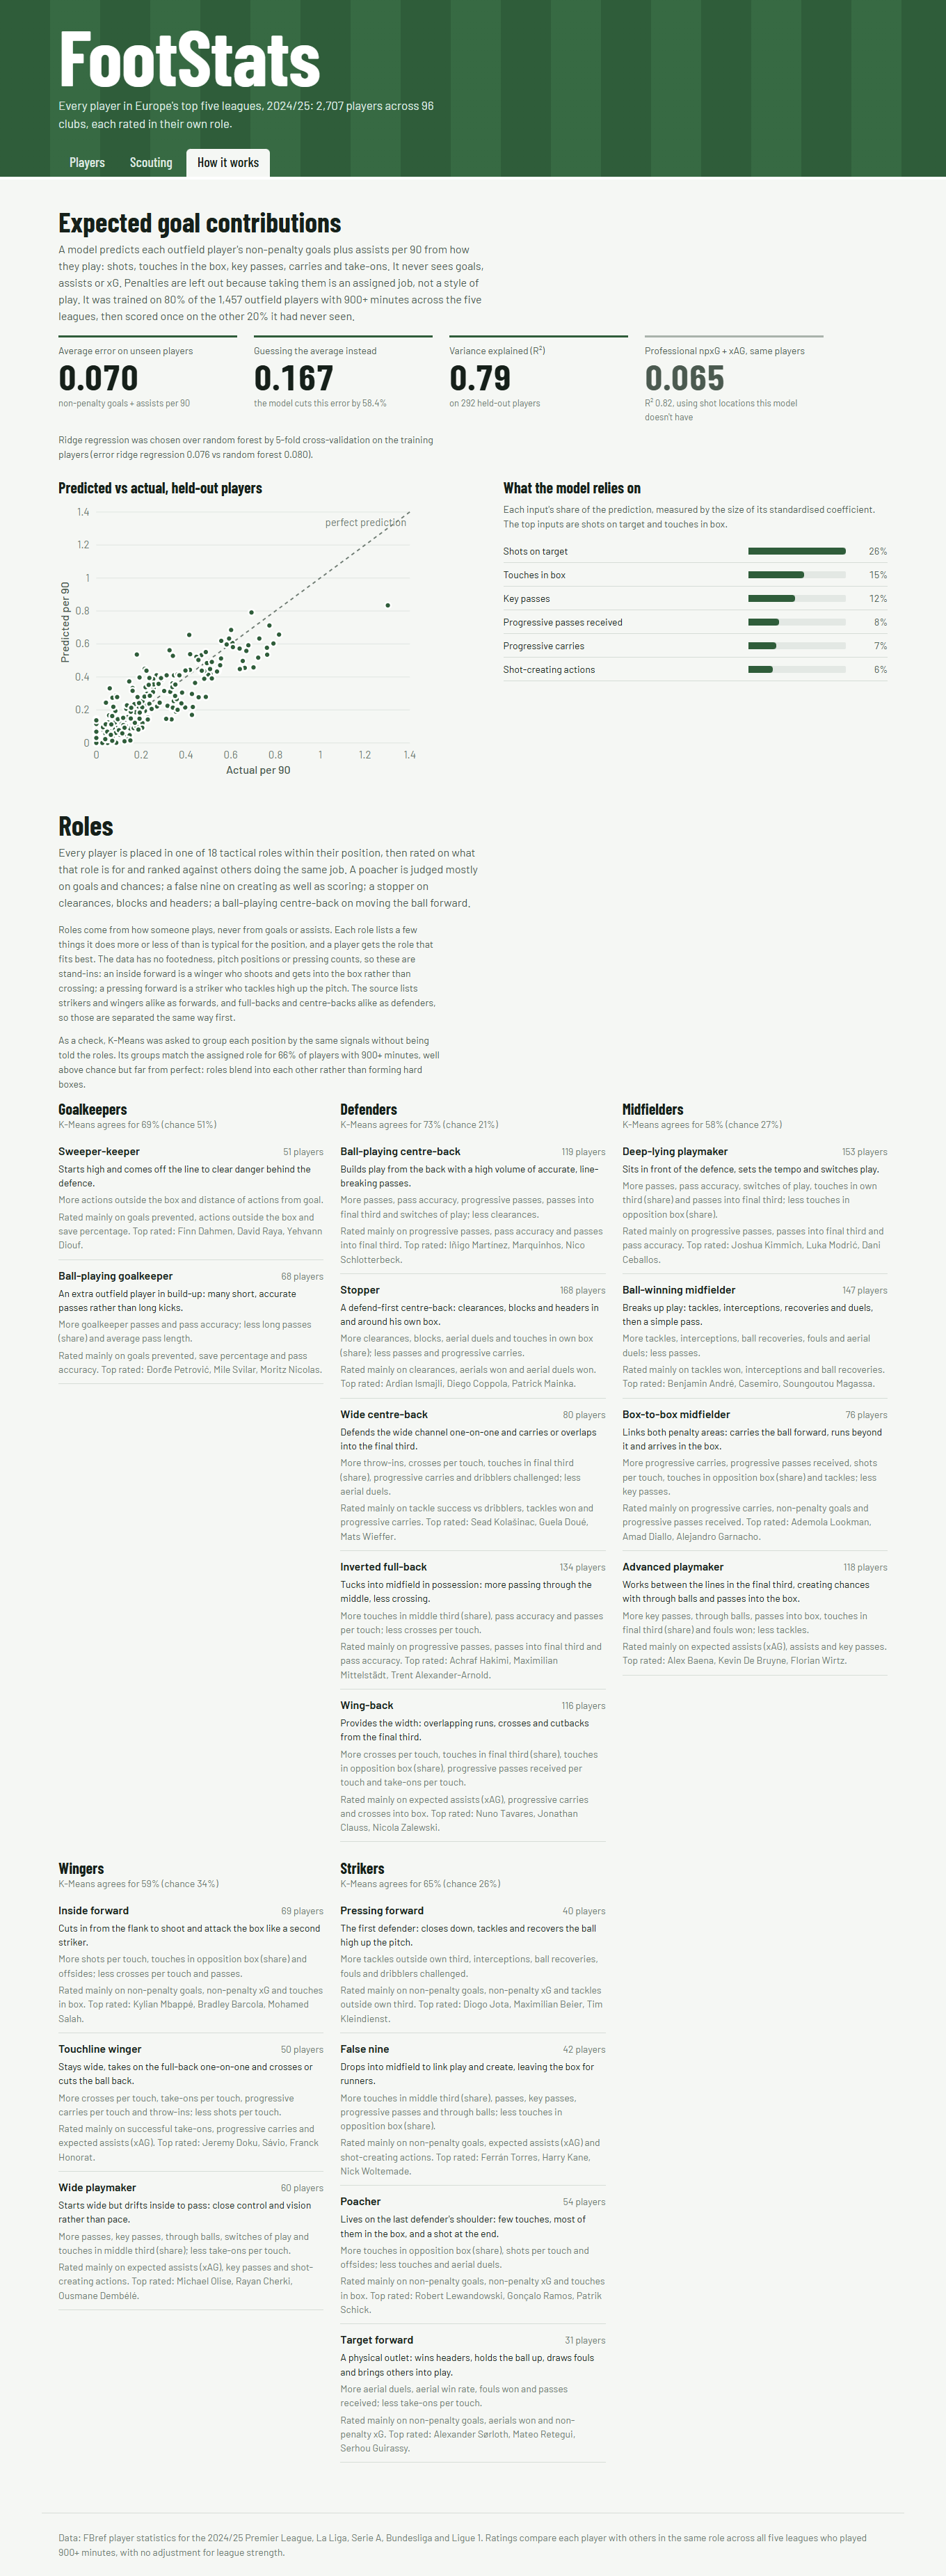 FootStats
Every player in Europe's top five leagues, 2024/25: 2,707 players across 96
clubs, each rated in their own role.
Players
Scouting
How it works
Expected goal contributions
A model predicts each outfield player's non-penalty goals plus assists per 90 from how
they play: shots, touches in the box, key passes, carries and take-ons. It never sees goals,
assists or xG. Penalties are left out because taking them is an assigned job, not a style of
play. It was trained on 80% of the 1,457 outfield players with 900+ minutes across the five
leagues, then scored once on the other 20% it had never seen.
Average error on unseen players
0.070
non-penalty goals + assists per 90
Guessing the average instead
0.167
the model cuts this error by 58.4%
Variance explained (R²)
0.79
on 292 held-out players
Professional npxG + xAG, same players
0.065
R² 0.82, using shot locations this model
doesn't have
Ridge regression was chosen over random forest by 5-fold cross-validation on the training
players (error ridge regression 0.076 vs random forest 0.080).
Predicted vs actual, held-out players
perfect prediction
1.4
1.2
1
0.8
0.6
0.4
0.2
0
Predicted per 90
0
0.2
0.4
0.6
0.8
1
1.2
1.4
Actual per 90
What the model relies on
Each input's share of the prediction, measured by the size of its standardised coefficient.
The top inputs are shots on target and touches in box.
Shots on target 26%
Touches in box 15%
Key passes 12%
Progressive passes received 8%
Progressive carries 7%
Shot-creating actions 6%
Roles
Every player is placed in one of 18 tactical roles within their position, then rated on what
that role is for and ranked against others doing the same job. A poacher is judged mostly
on goals and chances; a false nine on creating as well as scoring; a stopper on
clearances, blocks and headers; a ball-playing centre-back on moving the ball forward.
Roles come from how someone plays, never from goals or assists. Each role lists a few
things it does more or less of than is typical for the position, and a player gets the role that
fits best. The data has no footedness, pitch positions or pressing counts, so these are
stand-ins: an inside forward is a winger who shoots and gets into the box rather than
crossing; a pressing forward is a striker who tackles high up the pitch. The source lists
strikers and wingers alike as forwards, and full-backs and centre-backs alike as defenders,
so those are separated the same way first.
As a check, K-Means was asked to group each position by the same signals without being
told the roles. Its groups match the assigned role for 66% of players with 900+ minutes, well
above chance but far from perfect: roles blend into each other rather than forming hard
boxes.
Goalkeepers
K-Means agrees for 69% (chance 51%)
Sweeper-keeper 51 players
Starts high and comes off the line to clear danger behind the
defence.
More actions outside the box and distance of actions from goal.
Rated mainly on goals prevented, actions outside the box and
save percentage. Top rated: Finn Dahmen, David Raya, Yehvann
Diouf.
Ball-playing goalkeeper 68 players
An extra outfield player in build-up: many short, accurate
passes rather than long kicks.
More goalkeeper passes and pass accuracy; less long passes
(share) and average pass length.
Rated mainly on goals prevented, save percentage and pass
accuracy. Top rated: Đorđe Petrović, Mile Svilar, Moritz Nicolas.
Defenders
K-Means agrees for 73% (chance 21%)
Ball-playing centre-back 119 players
Builds play from the back with a high volume of accurate, line-
breaking passes.
More passes, pass accuracy, progressive passes, passes into
final third and switches of play; less clearances.
Rated mainly on progressive passes, pass accuracy and passes
into final third. Top rated: Iñigo Martínez, Marquinhos, Nico
Schlotterbeck.
Stopper 168 players
A defend-first centre-back: clearances, blocks and headers in
and around his own box.
More clearances, blocks, aerial duels and touches in own box
(share); less passes and progressive carries.
Rated mainly on clearances, aerials won and aerial duels won.
Top rated: Ardian Ismajli, Diego Coppola, Patrick Mainka.
Wide centre-back 80 players
Defends the wide channel one-on-one and carries or overlaps
into the final third.
More throw-ins, crosses per touch, touches in final third
(share), progressive carries and dribblers challenged; less
aerial duels.
Rated mainly on tackle success vs dribblers, tackles won and
progressive carries. Top rated: Sead Kolašinac, Guela Doué,
Mats Wieffer.
Inverted full-back 134 players
Tucks into midfield in possession: more passing through the
middle, less crossing.
More touches in middle third (share), pass accuracy and passes
per touch; less crosses per touch.
Rated mainly on progressive passes, passes into final third and
pass accuracy. Top rated: Achraf Hakimi, Maximilian
Mittelstädt, Trent Alexander-Arnold.
Wing-back 116 players
Provides the width: overlapping runs, crosses and cutbacks
from the final third.
More crosses per touch, touches in final third (share), touches
in opposition box (share), progressive passes received per
touch and take-ons per touch.
Rated mainly on expected assists (xAG), progressive carries
and crosses into box. Top rated: Nuno Tavares, Jonathan
Clauss, Nicola Zalewski.
Midfielders
K-Means agrees for 58% (chance 27%)
Deep-lying playmaker 153 players
Sits in front of the defence, sets the tempo and switches play.
More passes, pass accuracy, switches of play, touches in own
third (share) and passes into final third; less touches in
opposition box (share).
Rated mainly on progressive passes, passes into final third and
pass accuracy. Top rated: Joshua Kimmich, Luka Modrić, Dani
Ceballos.
Ball-winning midfielder 147 players
Breaks up play: tackles, interceptions, recoveries and duels,
then a simple pass.
More tackles, interceptions, ball recoveries, fouls and aerial
duels; less passes.
Rated mainly on tackles won, interceptions and ball recoveries.
Top rated: Benjamin André, Casemiro, Soungoutou Magassa.
Box-to-box midfielder 76 players
Links both penalty areas: carries the ball forward, runs beyond
it and arrives in the box.
More progressive carries, progressive passes received, shots
per touch, touches in opposition box (share) and tackles; less
key passes.
Rated mainly on progressive carries, non-penalty goals and
progressive passes received. Top rated: Ademola Lookman,
Amad Diallo, Alejandro Garnacho.
Advanced playmaker 118 players
Works between the lines in the final third, creating chances
with through balls and passes into the box.
More key passes, through balls, passes into box, touches in
final third (share) and fouls won; less tackles.
Rated mainly on expected assists (xAG), assists and key passes.
Top rated: Alex Baena, Kevin De Bruyne, Florian Wirtz.
Wingers
K-Means agrees for 59% (chance 34%)
Inside forward 69 players
Cuts in from the flank to shoot and attack the box like a second
striker.
More shots per touch, touches in opposition box (share) and
offsides; less crosses per touch and passes.
Rated mainly on non-penalty goals, non-penalty xG and touches
in box. Top rated: Kylian Mbappé, Bradley Barcola, Mohamed
Salah.
Touchline winger 50 players
Stays wide, takes on the full-back one-on-one and crosses or
cuts the ball back.
More crosses per touch, take-ons per touch, progressive
carries per touch and throw-ins; less shots per touch.
Rated mainly on successful take-ons, progressive carries and
expected assists (xAG). Top rated: Jeremy Doku, Sávio, Franck
Honorat.
Wide playmaker 60 players
Starts wide but drifts inside to pass: close control and vision
rather than pace.
More passes, key passes, through balls, switches of play and
touches in middle third (share); less take-ons per touch.
Rated mainly on expected assists (xAG), key passes and shot-
creating actions. Top rated: Michael Olise, Rayan Cherki,
Ousmane Dembélé.
Strikers
K-Means agrees for 65% (chance 26%)
Pressing forward 40 players
The first defender: closes down, tackles and recovers the ball
high up the pitch.
More tackles outside own third, interceptions, ball recoveries,
fouls and dribblers challenged.
Rated mainly on non-penalty goals, non-penalty xG and tackles
outside own third. Top rated: Diogo Jota, Maximilian Beier, Tim
Kleindienst.
False nine 42 players
Drops into midfield to link play and create, leaving the box for
runners.
More touches in middle third (share), passes, key passes,
progressive passes and through balls; less touches in
opposition box (share).
Rated mainly on non-penalty goals, expected assists (xAG) and
shot-creating actions. Top rated: Ferrán Torres, Harry Kane,
Nick Woltemade.
Poacher 54 players
Lives on the last defender's shoulder: few touches, most of
them in the box, and a shot at the end.
More touches in opposition box (share), shots per touch and
offsides; less touches and aerial duels.
Rated mainly on non-penalty goals, non-penalty xG and touches
in box. Top rated: Robert Lewandowski, Gonçalo Ramos, Patrik
Schick.
Target forward 31 players
A physical outlet: wins headers, holds the ball up, draws fouls
and brings others into play.
More aerial duels, aerial win rate, fouls won and passes
received; less take-ons per touch.
Rated mainly on non-penalty goals, aerials won and non-
penalty xG. Top rated: Alexander Sørloth, Mateo Retegui,
Serhou Guirassy.
Data: FBref player statistics for the 2024/25 Premier League, La Liga, Serie A, Bundesliga and Ligue 1. Ratings compare each player with others in the same role across all five leagues who played
900+ minutes, with no adjustment for league strength.